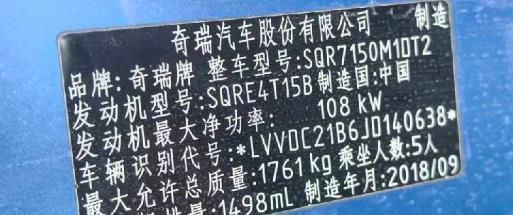 奇瑞汽车股份有限公司 制造
品牌:奇瑞牌 整车型号:SQR7150M1DT2
发动机型号:SQRE4T15B 制造国:中国
发动机最大净功率: 108 kW
车辆识别代号:*LVVDC21B6JD140638*
最大允许总质量:1761kg 乘坐人数:5人
排量:1498mL 制造年月:2018/09